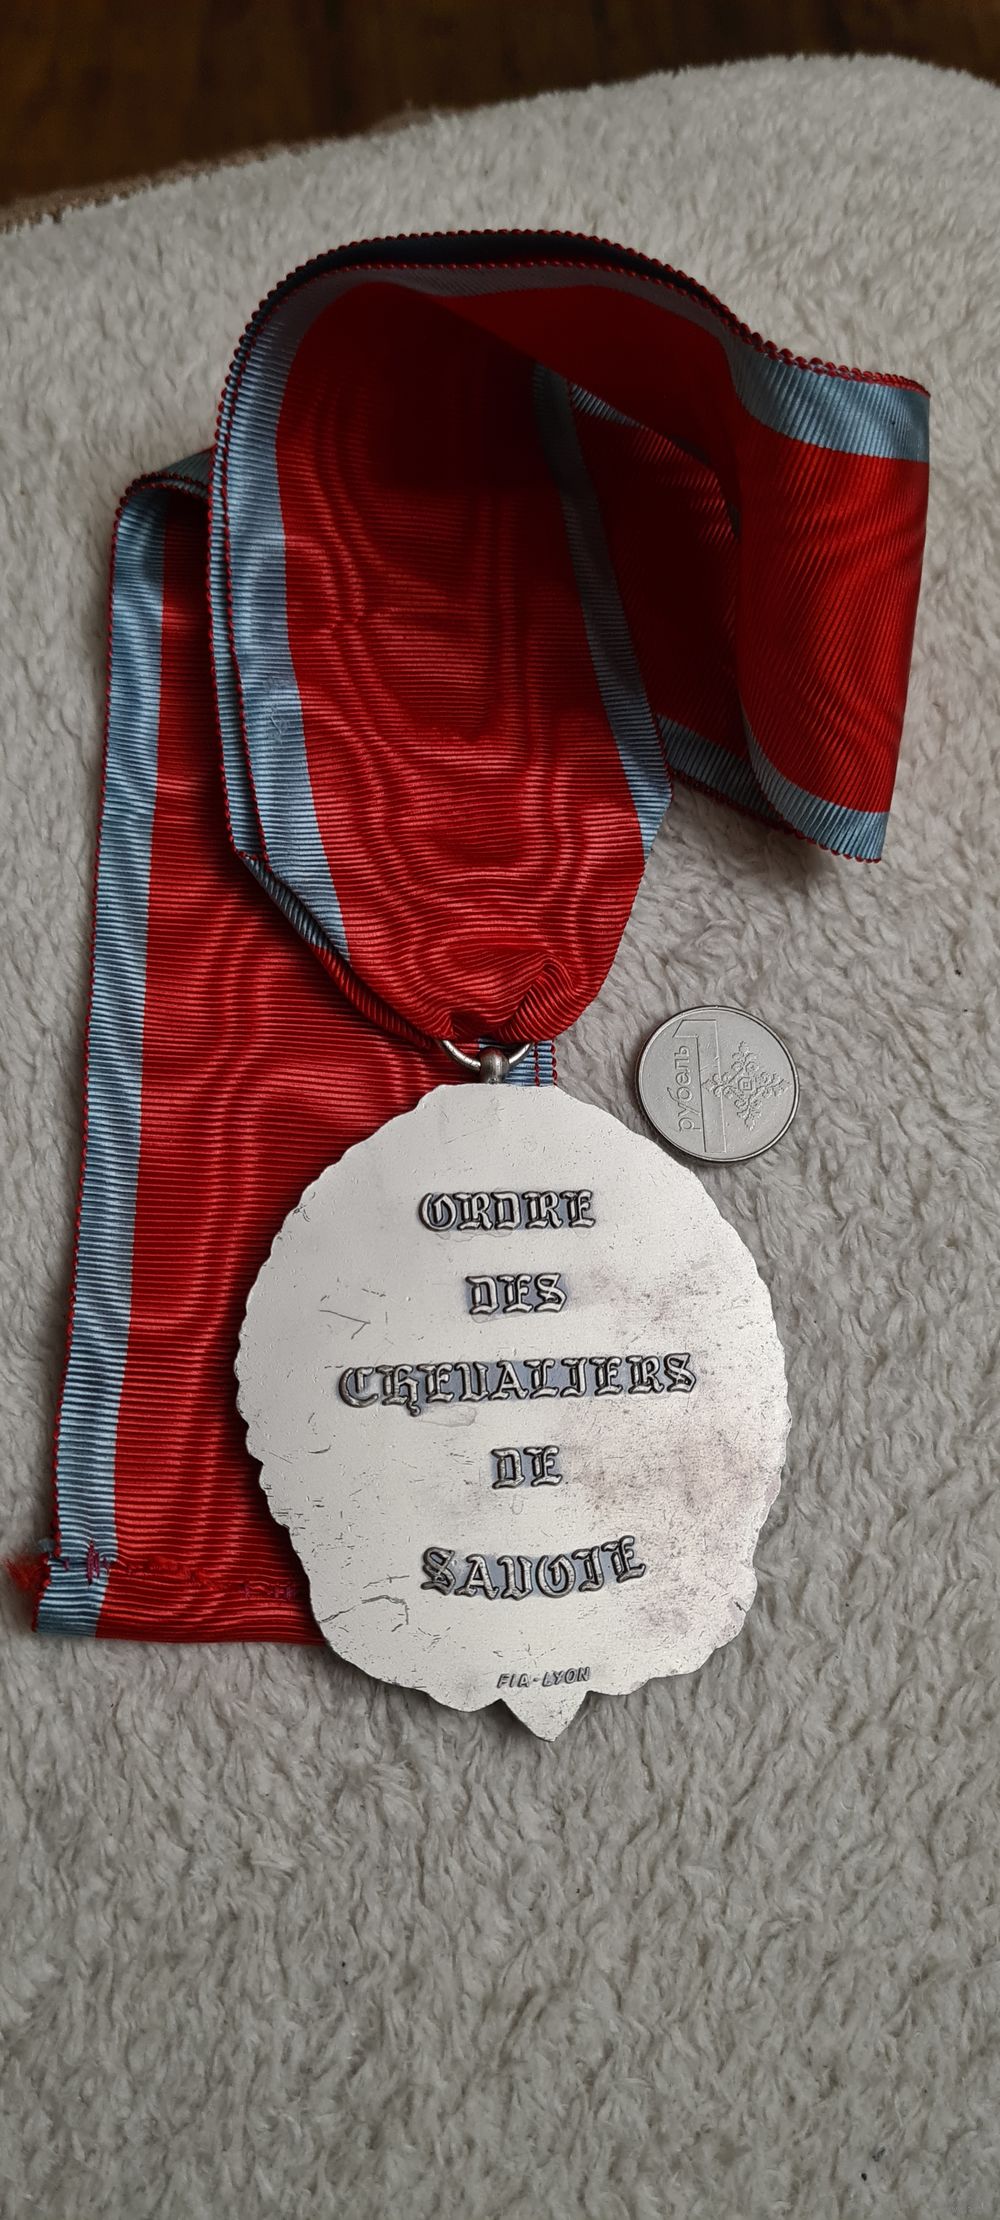 ORDRE
DES
CHEVALIERS
DE
SAVOIE
FIA-LYON
1
рубель